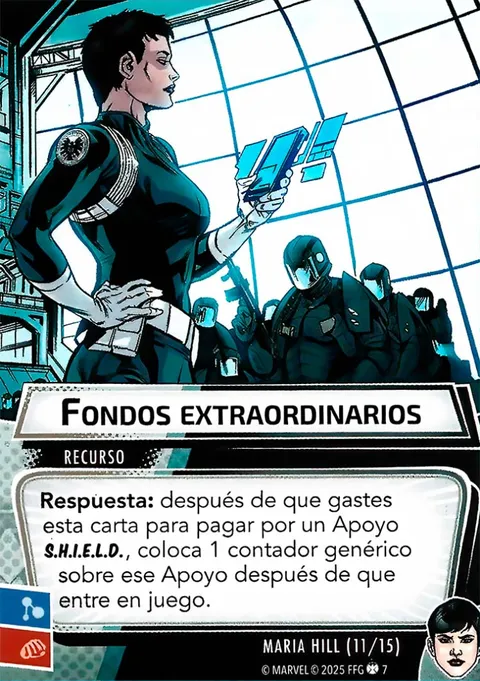 FONDOS EXTRAORDINARIOS
RECURSO
Respuesta: después de que gastes
esta carta para pagar por un Apoyo
S.H.I.E.L.D., coloca 1 contador genérico
sobre ese Apoyo después de que
entre en juego.
MARIA HILL (11/15)
© MARVEL © 2025 FFG 7